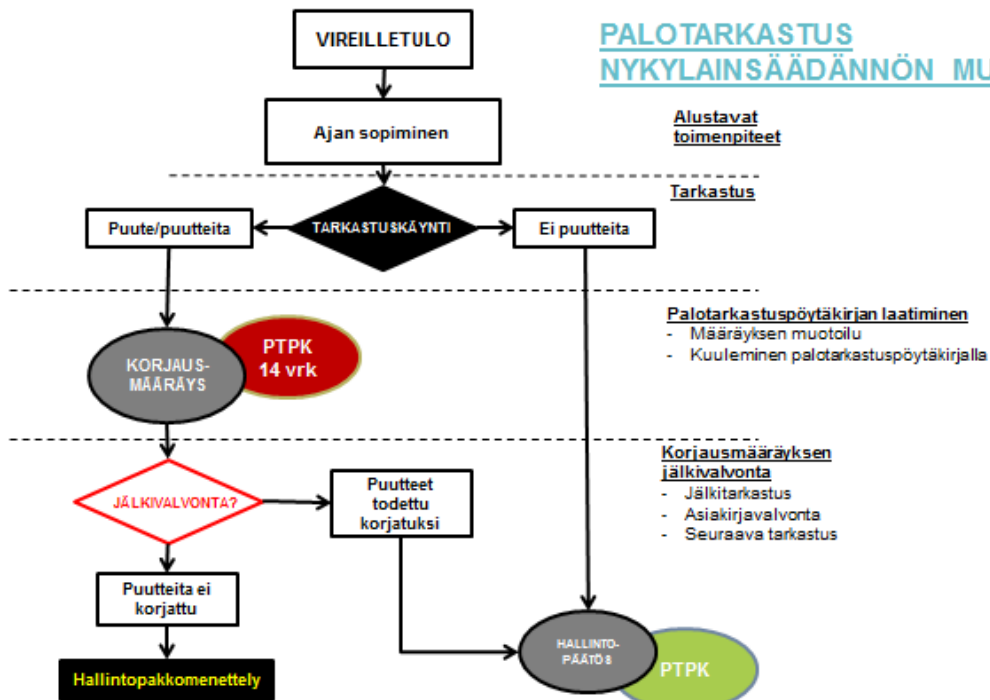 VIREILLETULO
PALOTARKASTUS
NYKYLAINSÄÄDÄNNÖN MU
Ajan sopiminen
Alustavat
toimenpiteet
Tarkastus
Puute/puutteita
TARKASTUSKÄYNTI
Ei puutteita
Palotarkastuspöytäkirjan laatiminen
- Määräyksen muotoilu
- Kuuleminen palotarkastuspöytäkirjalla
KORJAUS-
MÄÄRÄYS
PTPK
14 vrk
Korjausmääräyksen
jälkivalvonta
- Jälkitarkastus
- Asiakirjavalvonta
- Seuraava tarkastus
JÄLKIVALVONTA?
Puutteet
todettu
korjatuksi
Puutteita ei
korjattu
HALLINTO-
PÄÄTÖS
PTPK
Hallintopakkomenettely